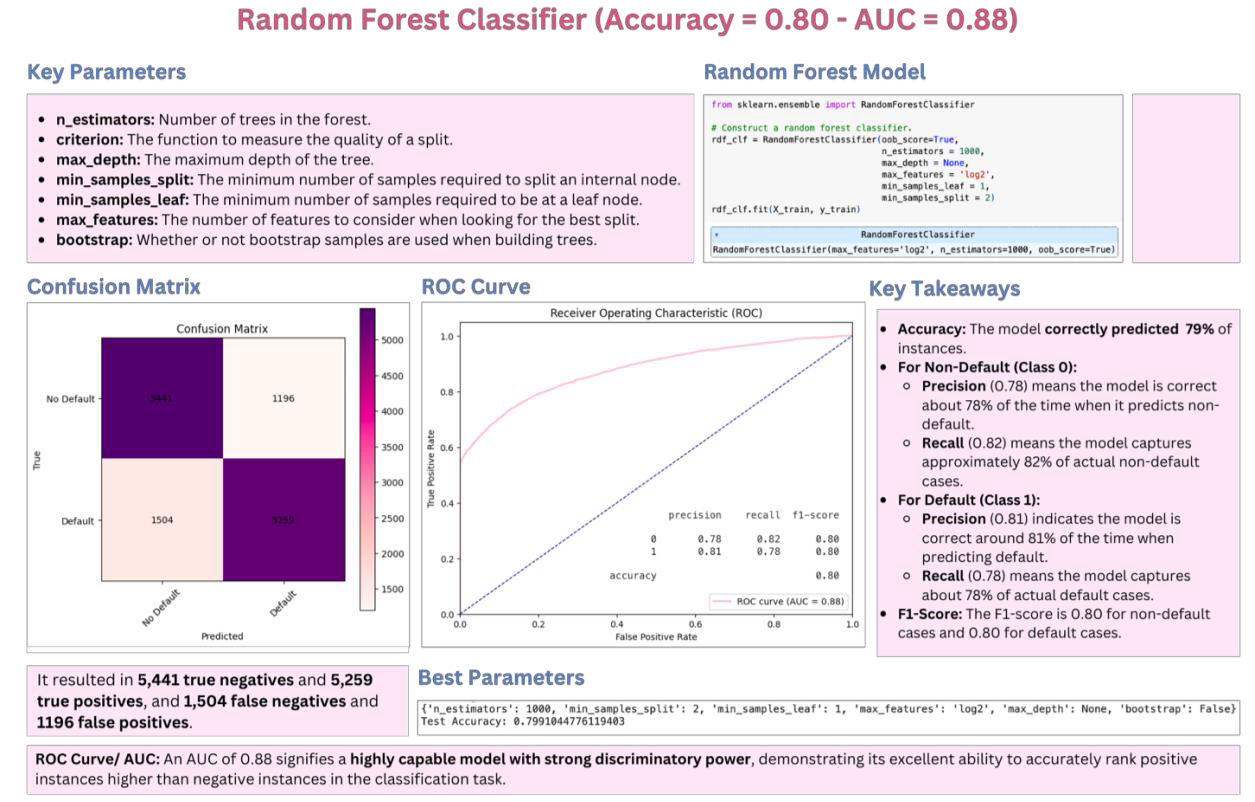 Random Forest Classifier (Accuracy = 0.80 - AUC = 0.88)
Key Parameters
• n_estimators: Number of trees in the forest.
• criterion: The function to measure the quality of a split.
• max_depth: The maximum depth of the tree.
• min_samples_split: The minimum number of samples required to split an internal node.
• min_samples_leaf: The minimum number of samples required to be at a leaf node.
• max_features: The number of features to consider when looking for the best split.
• bootstrap: Whether or not bootstrap samples are used when building trees.
Random Forest Model
from sklearn.ensemble import RandomForestClassifier
# Construct a random forest classifier.
rdf_clf = RandomForestClassifier(oob_score=True,
n_estimators = 1000,
max_depth = None,
max_features = 'log2',
min_samples_leaf = 1,
min_samples_split = 2)
rdf_clf.fit(X_train, y_train)
RandomForestClassifier
RandomForestClassifier(max_features='log2', n_estimators=1000, oob_score=True)
Confusion Matrix
Confusion Matrix
True
No Default
Default
5441
1196
1504
5259
No Default
Default
Predicted
5000
4500
4000
3500
3000
2500
2000
1500
ROC Curve
Receiver Operating Characteristic (ROC)
True Positive Rate
1.0
0.8
0.6
0.4
0.2
0.0
precision recall f1-score
0 0.78 0.82 0.80
1 0.81 0.78 0.80
accuracy 0.80
ROC curve (AUC = 0.88)
0.0 0.2 0.4 0.6 0.8 1.0
False Positive Rate
Key Takeaways
• Accuracy: The model correctly predicted 79% of
instances.
• For Non-Default (Class 0):
○ Precision (0.78) means the model is correct
about 78% of the time when it predicts non-
default.
○ Recall (0.82) means the model captures
approximately 82% of actual non-default
cases.
• For Default (Class 1):
○ Precision (0.81) indicates the model is
correct around 81% of the time when
predicting default.
○ Recall (0.78) means the model captures
about 78% of actual default cases.
• F1-Score: The F1-score is 0.80 for non-default
cases and 0.80 for default cases.
It resulted in 5,441 true negatives and 5,259
true positives, and 1,504 false negatives and
1196 false positives.
Best Parameters
{'n_estimators': 1000, 'min_samples_split': 2, 'min_samples_leaf': 1, 'max_features': 'log2', 'max_depth': None, 'bootstrap': False}
Test Accuracy: 0.7991044776119403
ROC Curve/ AUC: An AUC of 0.88 signifies a highly capable model with strong discriminatory power, demonstrating its excellent ability to accurately rank positive
instances higher than negative instances in the classification task.